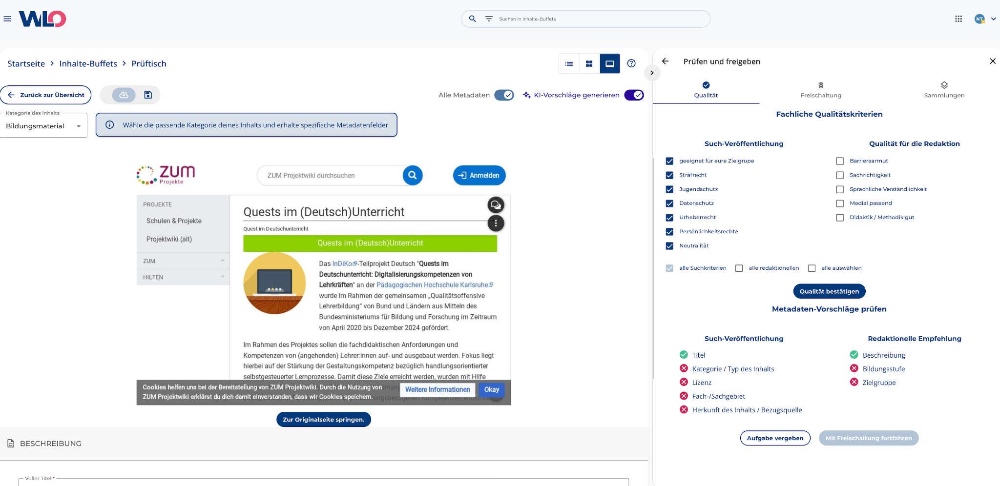 WLO
Suchen in Inhalte-Buffets
NT
Startseite > Inhalte-Buffets > Prüftisch
Zurück zur Übersicht
Alle Metadaten
KI-Vorschläge generieren
Kategorie des Inhalts
Bildungsmaterial
Wähle die passende Kategorie deines Inhalts und erhalte spezifische Metadatenfelder
zum
Projekte
ZUM Projektwiki durchsuchen
Anmelden
PROJEKTE
Schulen & Projekte
Projektwiki (alt)
ZUM
HILFEN
Quests im (Deutsch)Unterricht
Quest im Deutschunterricht
Quests im (Deutsch)Unterricht
Das InDiKo-Teilprojekt Deutsch "Quests im
Deutschunterricht: Digitalisierungskompetenzen von
Lehrkräften" an der Pädagogischen Hochschule Karlsruhe
wurde im Rahmen der gemeinsamen „Qualitätsoffensive
Lehrerbildung“ von Bund und Ländern aus Mitteln des
Bundesministeriums für Bildung und Forschung im Zeitraum
von April 2020 bis Dezember 2024 gefördert.
Im Rahmen des Projektes sollen die fachdidaktischen Anforderungen und
Kompetenzen von (angehenden) Lehrer:innen auf- und ausgebaut werden. Fokus liegt
hierbei auf der Stärkung der Gestaltungskompetenz bezüglich handlungsorientierter
selbstgesteuerter Lernprozesse. Damit diese Ziele erreicht werden, wurden mit Hilfe
Cookies helfen uns bei der Bereitstellung von ZUM Projektwiki. Durch die Nutzung von
ZUM Projektwiki erklärst du dich damit einverstanden, dass wir Cookies speichern.
Weitere Informationen
Okay
Zur Originalseite springen.
BESCHREIBUNG
Voller Titel *
Prüfen und freigeben
Qualität
Freischaltung
Sammlungen
Fachliche Qualitätskriterien
Such-Veröffentlichung
geeignet für eure Zielgrupe
Strafrecht
Jugendschutz
Datenschutz
Urheberrecht
Persönlichkeitsrechte
Neutralität
Qualität für die Redaktion
Barrierearmut
Sachrichtigkeit
Sprachliche Verständlichkeit
Medial passend
Didaktik / Methodik gut
alle Suchkriterien
alle redaktionellen
alle auswählen
Qualität bestätigen
Metadaten-Vorschläge prüfen
Such-Veröffentlichung
Titel
Kategorie / Typ des Inhalts
Lizenz
Fach-/Sachgebiet
Herkunft des Inhalts / Bezugsquelle
Redaktionelle Empfehlung
Beschreibung
Bildungsstufe
Zielgruppe
Aufgabe vergeben
Mit Freischaltung fortfahren